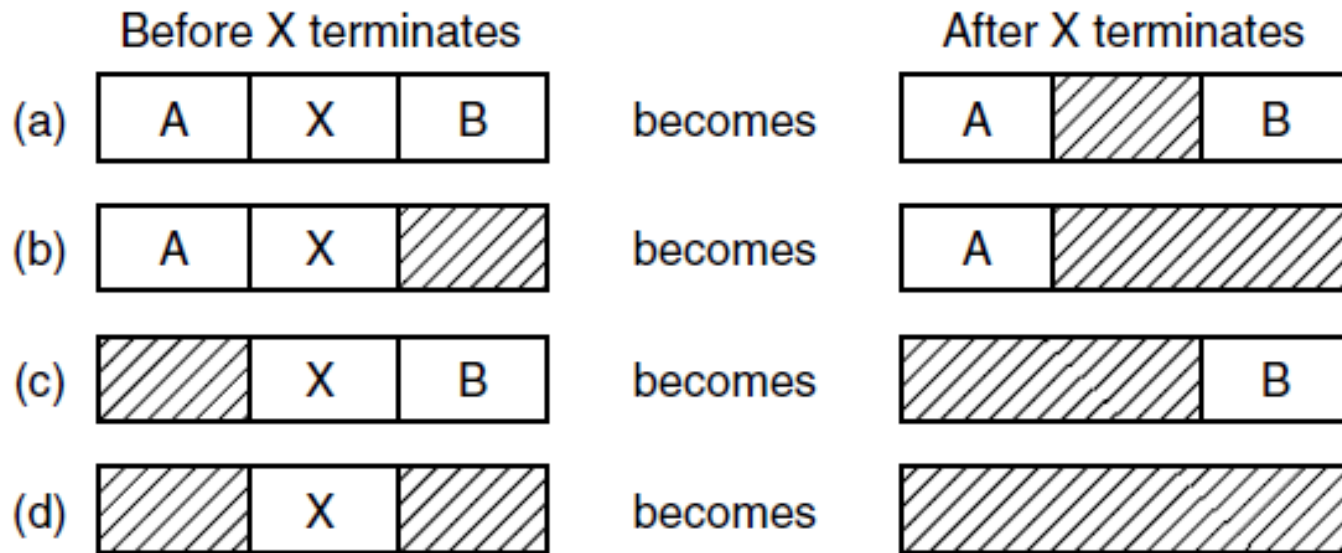 Before X terminates After X terminates
(a) A X B becomes A B
(b) A X becomes A
(c) X B becomes B
(d) X becomes